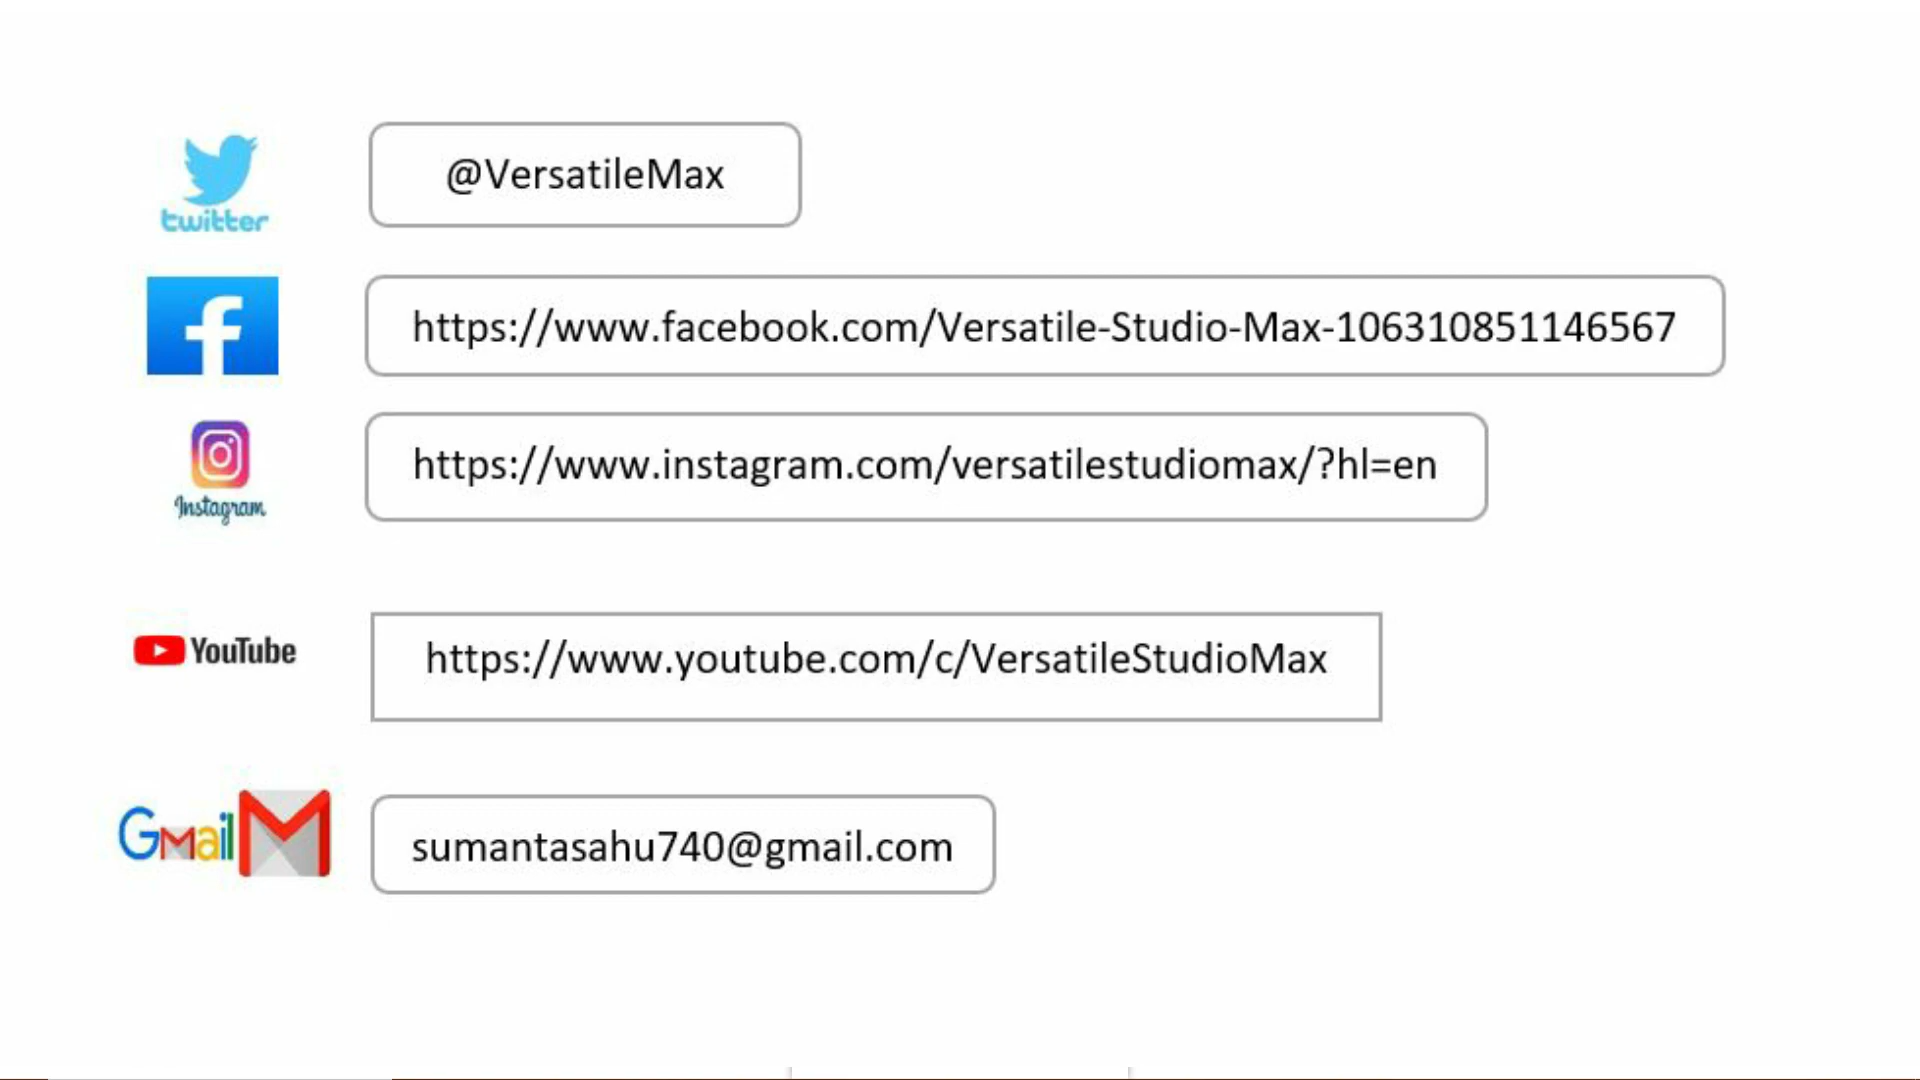 twitter
@VersatileMax
https://www.facebook.com/Versatile-Studio-Max-106310851146567
Instagram
https://www.instagram.com/versatilestudiomax/?hl=en
YouTube
https://www.youtube.com/c/VersatileStudioMax
Gmail
sumantasahu740@gmail.com